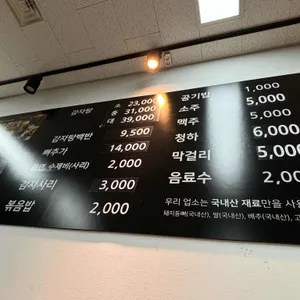 감자탕 소 23,000
중 31,000
대 39,000
감자탕백반 9,500
뼈추가 14,000
라면, 수제비(사리) 2,000
감자사리 3,000
볶음밥 2,000
공기밥 1,000
소주 5,000
맥주 5,000
청하 6,000
막걸리 5,000
음료수 2,00
우리 업소는 국내산 재료만을 사용
돼지등뼈(국내산), 쌀(국내산), 배추(국내산), 고